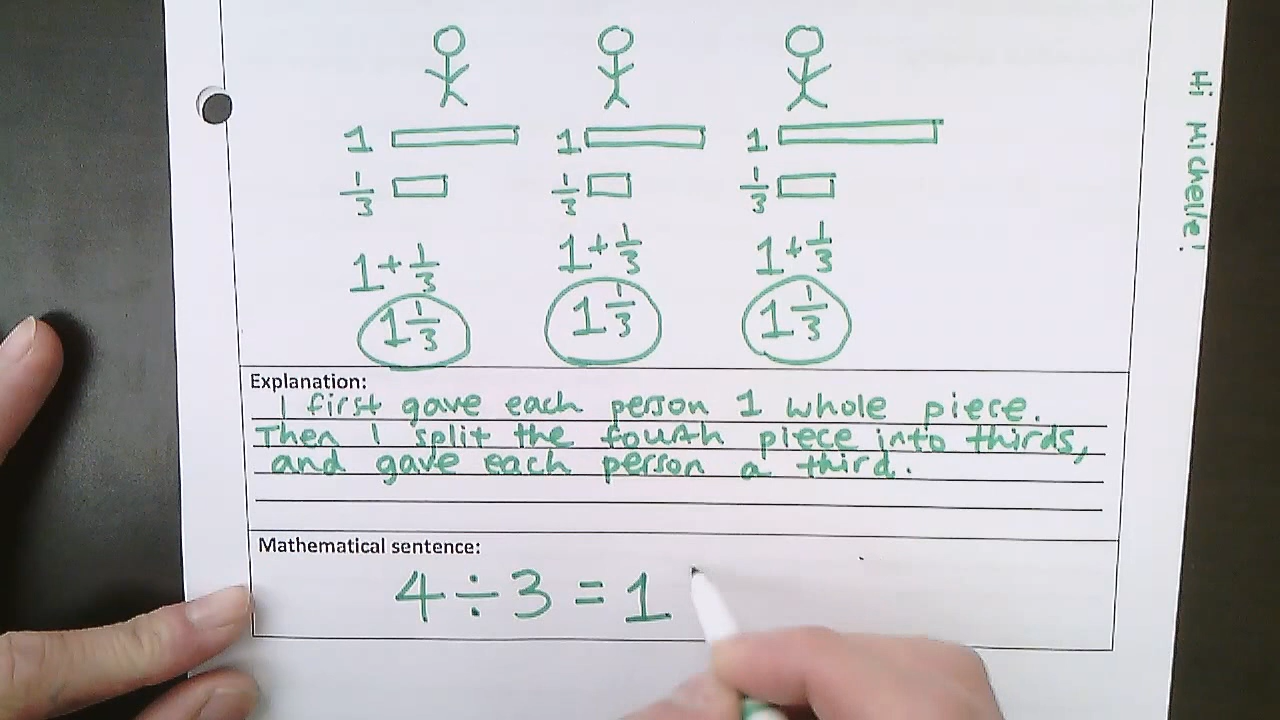 1 1 1
1/3 1/3 1/3
1 + 1/3 1 + 1/3 1 + 1/3
1 1/3 1 1/3 1 1/3
Explanation:
I first gave each person 1 whole piece.
Then I split the fourth piece into thirds,
and gave each person a third.
Mathematical sentence:
4 ÷ 3 = 1
Hi Michelle!